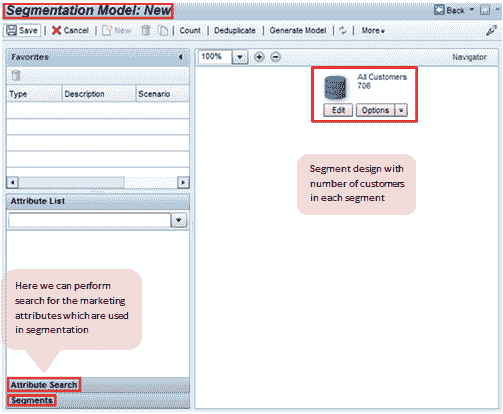 Segmentation Model: New
Back
Save | Cancel | New | Count | Deduplicate | Generate Model | More
Favorites
Type Description Scenario
Attribute List
Here we can perform
search for the marketing
attributes which are used
in segmentation
Attribute Search
Segments
100%
Navigator
All Customers
706
Edit Options
Segment design with
number of customers
in each segment